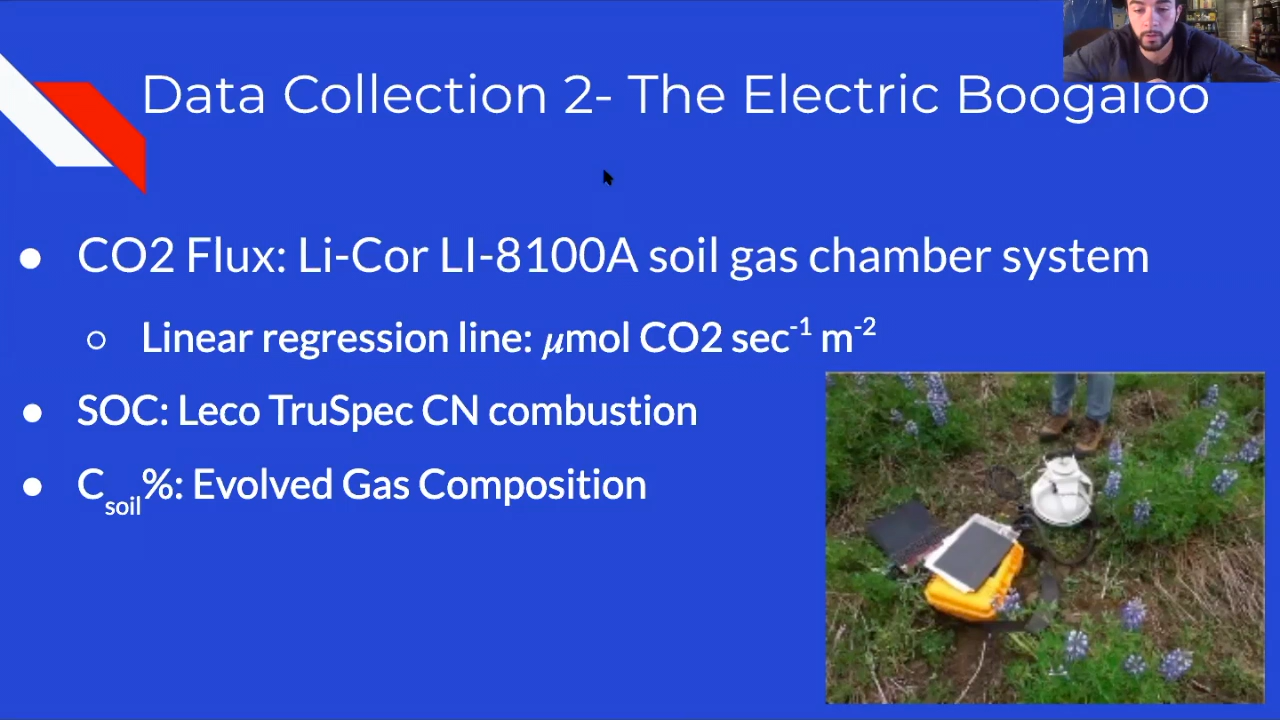 Data Collection 2- The Electric Boogaloo
● CO2 Flux: Li-Cor LI-8100A soil gas chamber system
○ Linear regression line: 𝜇mol CO2 sec⁻¹ m⁻²
● SOC: Leco TruSpec CN combustion
● Csoil%: Evolved Gas Composition